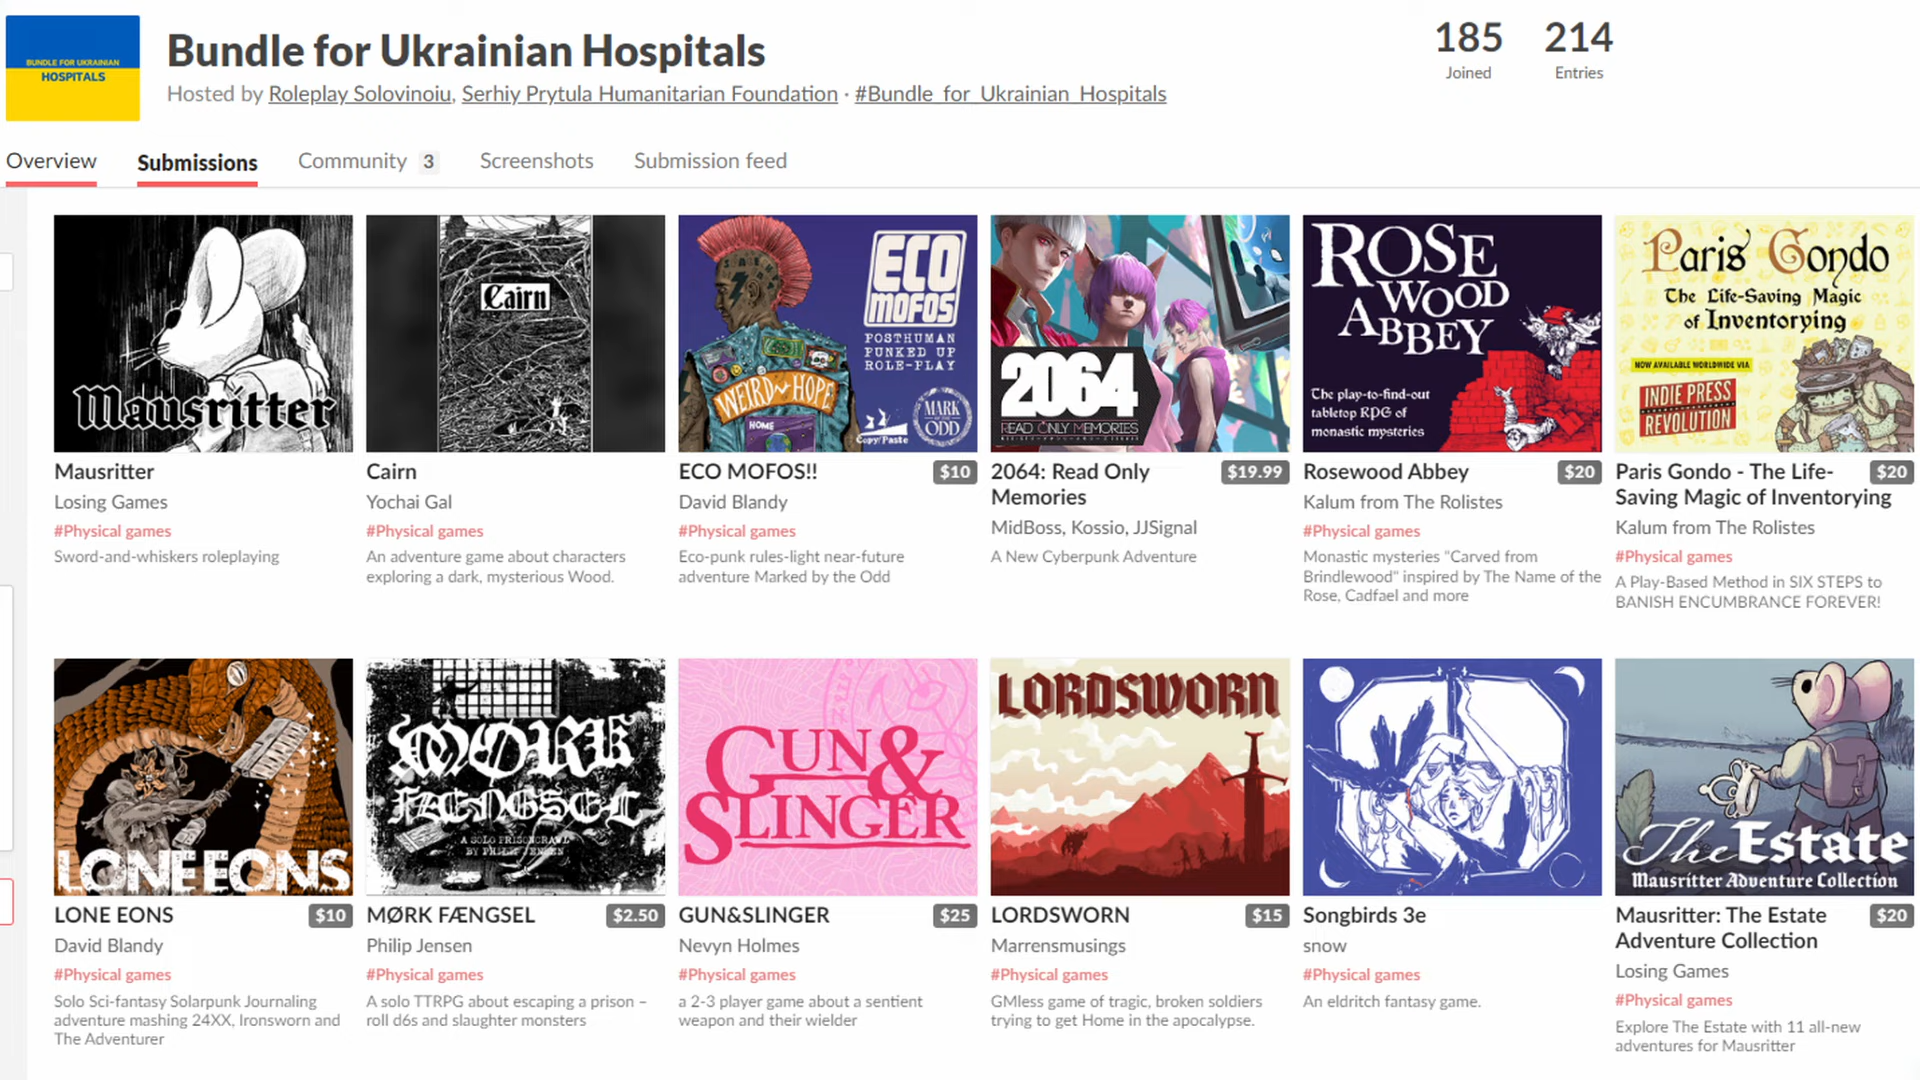 BUNDLE FOR UKRAINIAN
HOSPITALS
Bundle for Ukrainian Hospitals
Hosted by Roleplay Solovinoiu, Serhiy Prytula Humanitarian Foundation · #Bundle_for_Ukrainian_Hospitals
185
Joined
214
Entries
Overview
Submissions
Community 3
Screenshots
Submission feed
Mausritter
Mausritter
Losing Games
#Physical games
Sword-and-whiskers roleplaying
Cairn
Cairn
Yochai Gal
#Physical games
An adventure game about characters
exploring a dark, mysterious Wood.
ECO
MOFOS
POSTHUMAN
PUNKED UP
ROLE-PLAY
WEIRD HOPE
HOME
Copy/Paste
MARK
OF THE
ODD
ECO MOFOS!! $10
David Blandy
#Physical games
Eco-punk rules-light near-future
adventure Marked by the Odd
2064
READ ONLY MEMORIES
2064: Read Only $19.99
Memories
MidBoss, Kossio, JJSignal
A New Cyberpunk Adventure
ROSE
WOOD
ABBEY
The play-to-find-out
tabletop RPG of
monastic mysteries
Rosewood Abbey $20
Kalum from The Rolistes
#Physical games
Monastic mysteries "Carved from
Brindlewood" inspired by The Name of the
Rose, Cadfael and more
Paris Gondo
The Life-Saving Magic
of Inventorying
NOW AVAILABLE WORLDWIDE VIA
INDIE PRESS
REVOLUTION
Paris Gondo - The Life- $20
Saving Magic of Inventorying
Kalum from The Rolistes
#Physical games
A Play-Based Method in SIX STEPS to
BANISH ENCUMBRANCE FOREVER!
LONE EONS
LONE EONS $10
David Blandy
#Physical games
Solo Sci-fantasy Solarpunk Journaling
adventure mashing 24XX, Ironsworn and
The Adventurer
MØRK
FÆNGSEL
A SOLO PRISONCRAWL
BY PHILIP JENSEN
MØRK FÆNGSEL $2.50
Philip Jensen
#Physical games
A solo TTRPG about escaping a prison –
roll d6s and slaughter monsters
GUN&
SLINGER
GUN&SLINGER $25
Nevyn Holmes
#Physical games
a 2-3 player game about a sentient
weapon and their wielder
LORDSWORN
LORDSWORN $15
Marrensmusings
#Physical games
GMless game of tragic, broken soldiers
trying to get Home in the apocalypse.
Songbirds 3e
snow
#Physical games
An eldritch fantasy game.
The Estate
Mausritter Adventure Collection
Mausritter: The Estate $20
Adventure Collection
Losing Games
#Physical games
Explore The Estate with 11 all-new
adventures for Mausritter